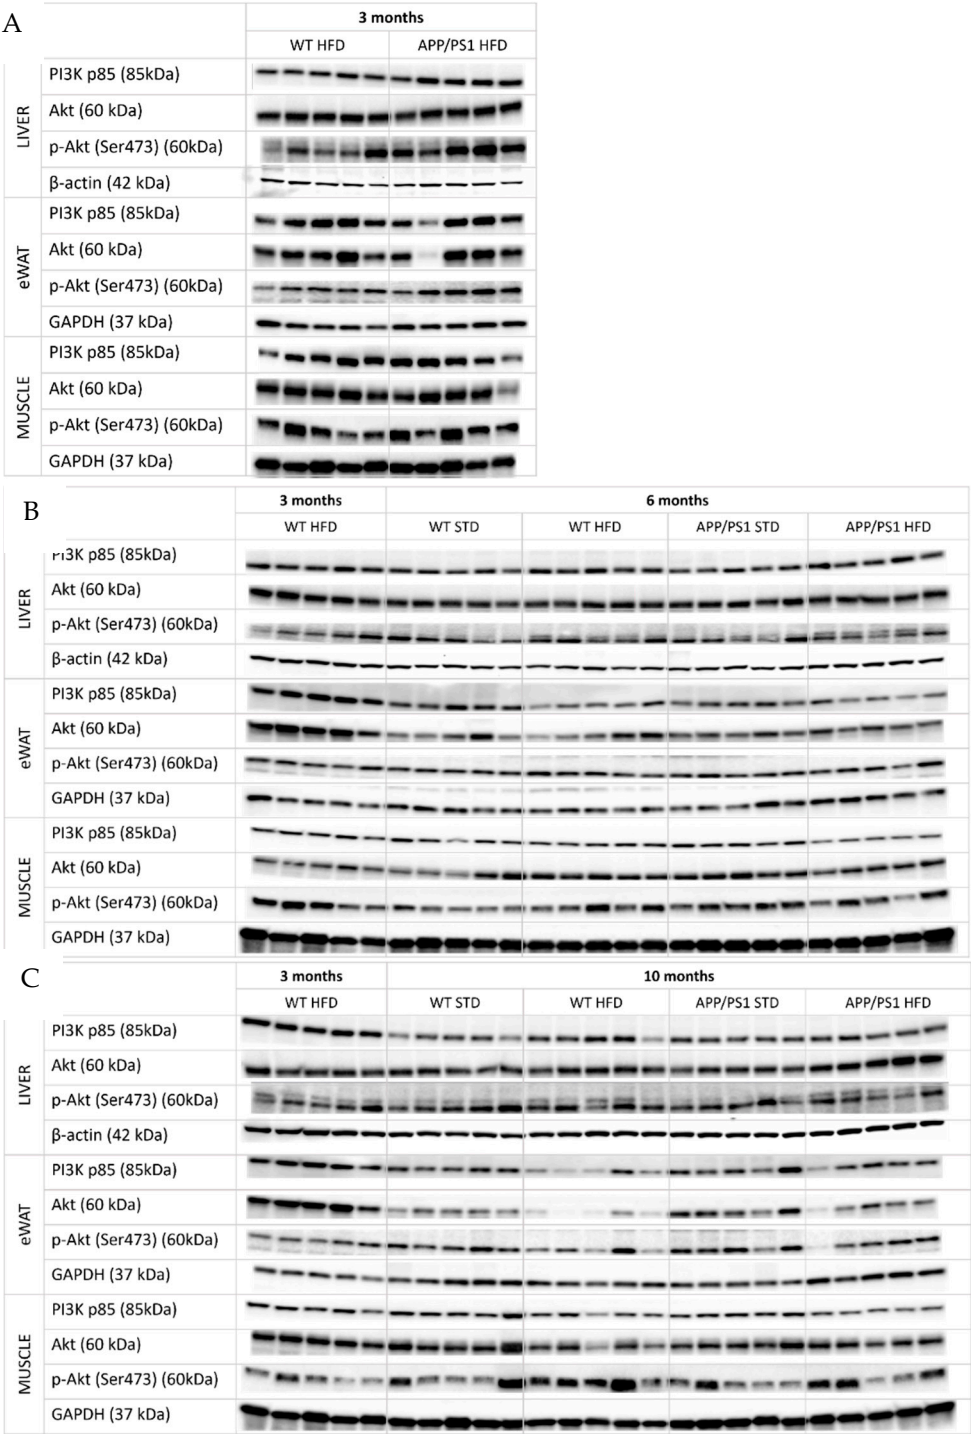 A
3 months
WT HFD APP/PS1 HFD
LIVER
PI3K p85 (85kDa)
Akt (60 kDa)
p-Akt (Ser473) (60kDa)
β-actin (42 kDa)
eWAT
PI3K p85 (85kDa)
Akt (60 kDa)
p-Akt (Ser473) (60kDa)
GAPDH (37 kDa)
MUSCLE
PI3K p85 (85kDa)
Akt (60 kDa)
p-Akt (Ser473) (60kDa)
GAPDH (37 kDa)
B
3 months 6 months
WT HFD WT STD WT HFD APP/PS1 STD APP/PS1 HFD
LIVER
PI3K p85 (85kDa)
Akt (60 kDa)
p-Akt (Ser473) (60kDa)
β-actin (42 kDa)
eWAT
PI3K p85 (85kDa)
Akt (60 kDa)
p-Akt (Ser473) (60kDa)
GAPDH (37 kDa)
MUSCLE
PI3K p85 (85kDa)
Akt (60 kDa)
p-Akt (Ser473) (60kDa)
GAPDH (37 kDa)
C
3 months 10 months
WT HFD WT STD WT HFD APP/PS1 STD APP/PS1 HFD
LIVER
PI3K p85 (85kDa)
Akt (60 kDa)
p-Akt (Ser473) (60kDa)
β-actin (42 kDa)
eWAT
PI3K p85 (85kDa)
Akt (60 kDa)
p-Akt (Ser473) (60kDa)
GAPDH (37 kDa)
MUSCLE
PI3K p85 (85kDa)
Akt (60 kDa)
p-Akt (Ser473) (60kDa)
GAPDH (37 kDa)